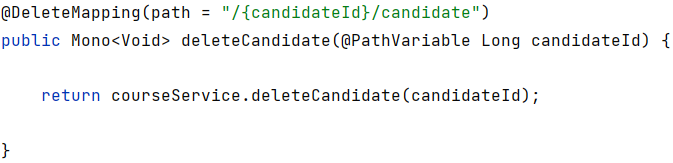 @DeleteMapping(path = "/{candidateId}/candidate")
public Mono<Void> deleteCandidate(@PathVariable Long candidateId) {
    return courseService.deleteCandidate(candidateId);
}